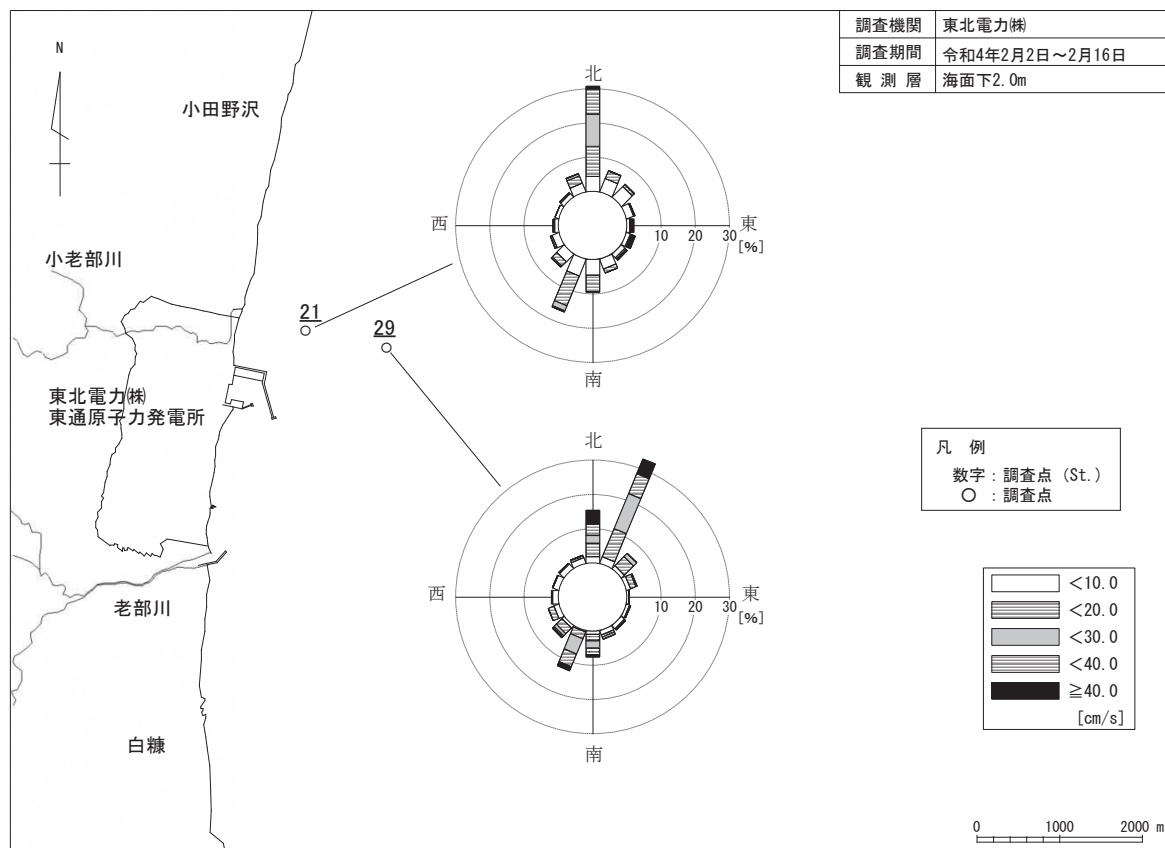 調査機関 東北電力㈱
調査期間 令和4年2月2日～2月16日
観測層 海面下2.0m
N
小田野沢
小老部川
東北電力㈱
東通原子力発電所
老部川
白糠
21
29
北
西
東
10 20 30
[%]
南
北
西
東
10 20 30
[%]
南
凡 例
数字：調査点 (St.)
○ ：調査点
＜10.0
＜20.0
＜30.0
＜40.0
≧40.0
[cm/s]
0 1000 2000 m